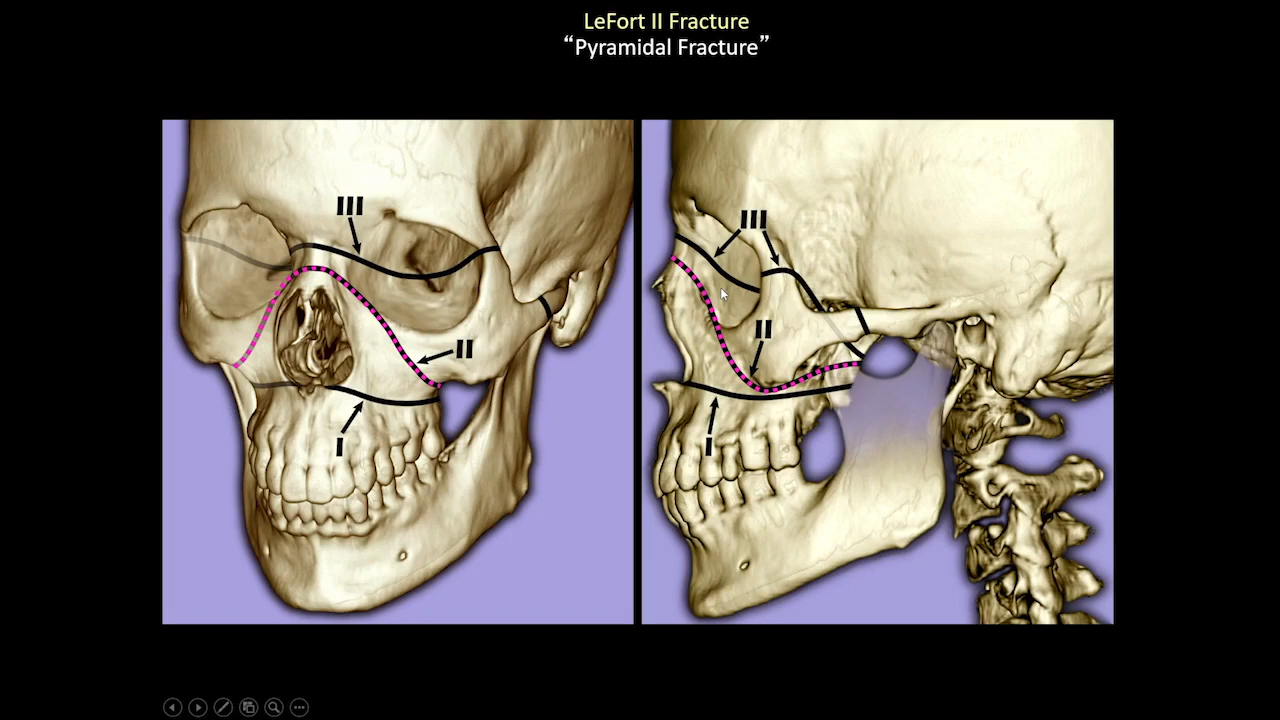 LeFort II Fracture
“Pyramidal Fracture”
III
II
I
III
II
I